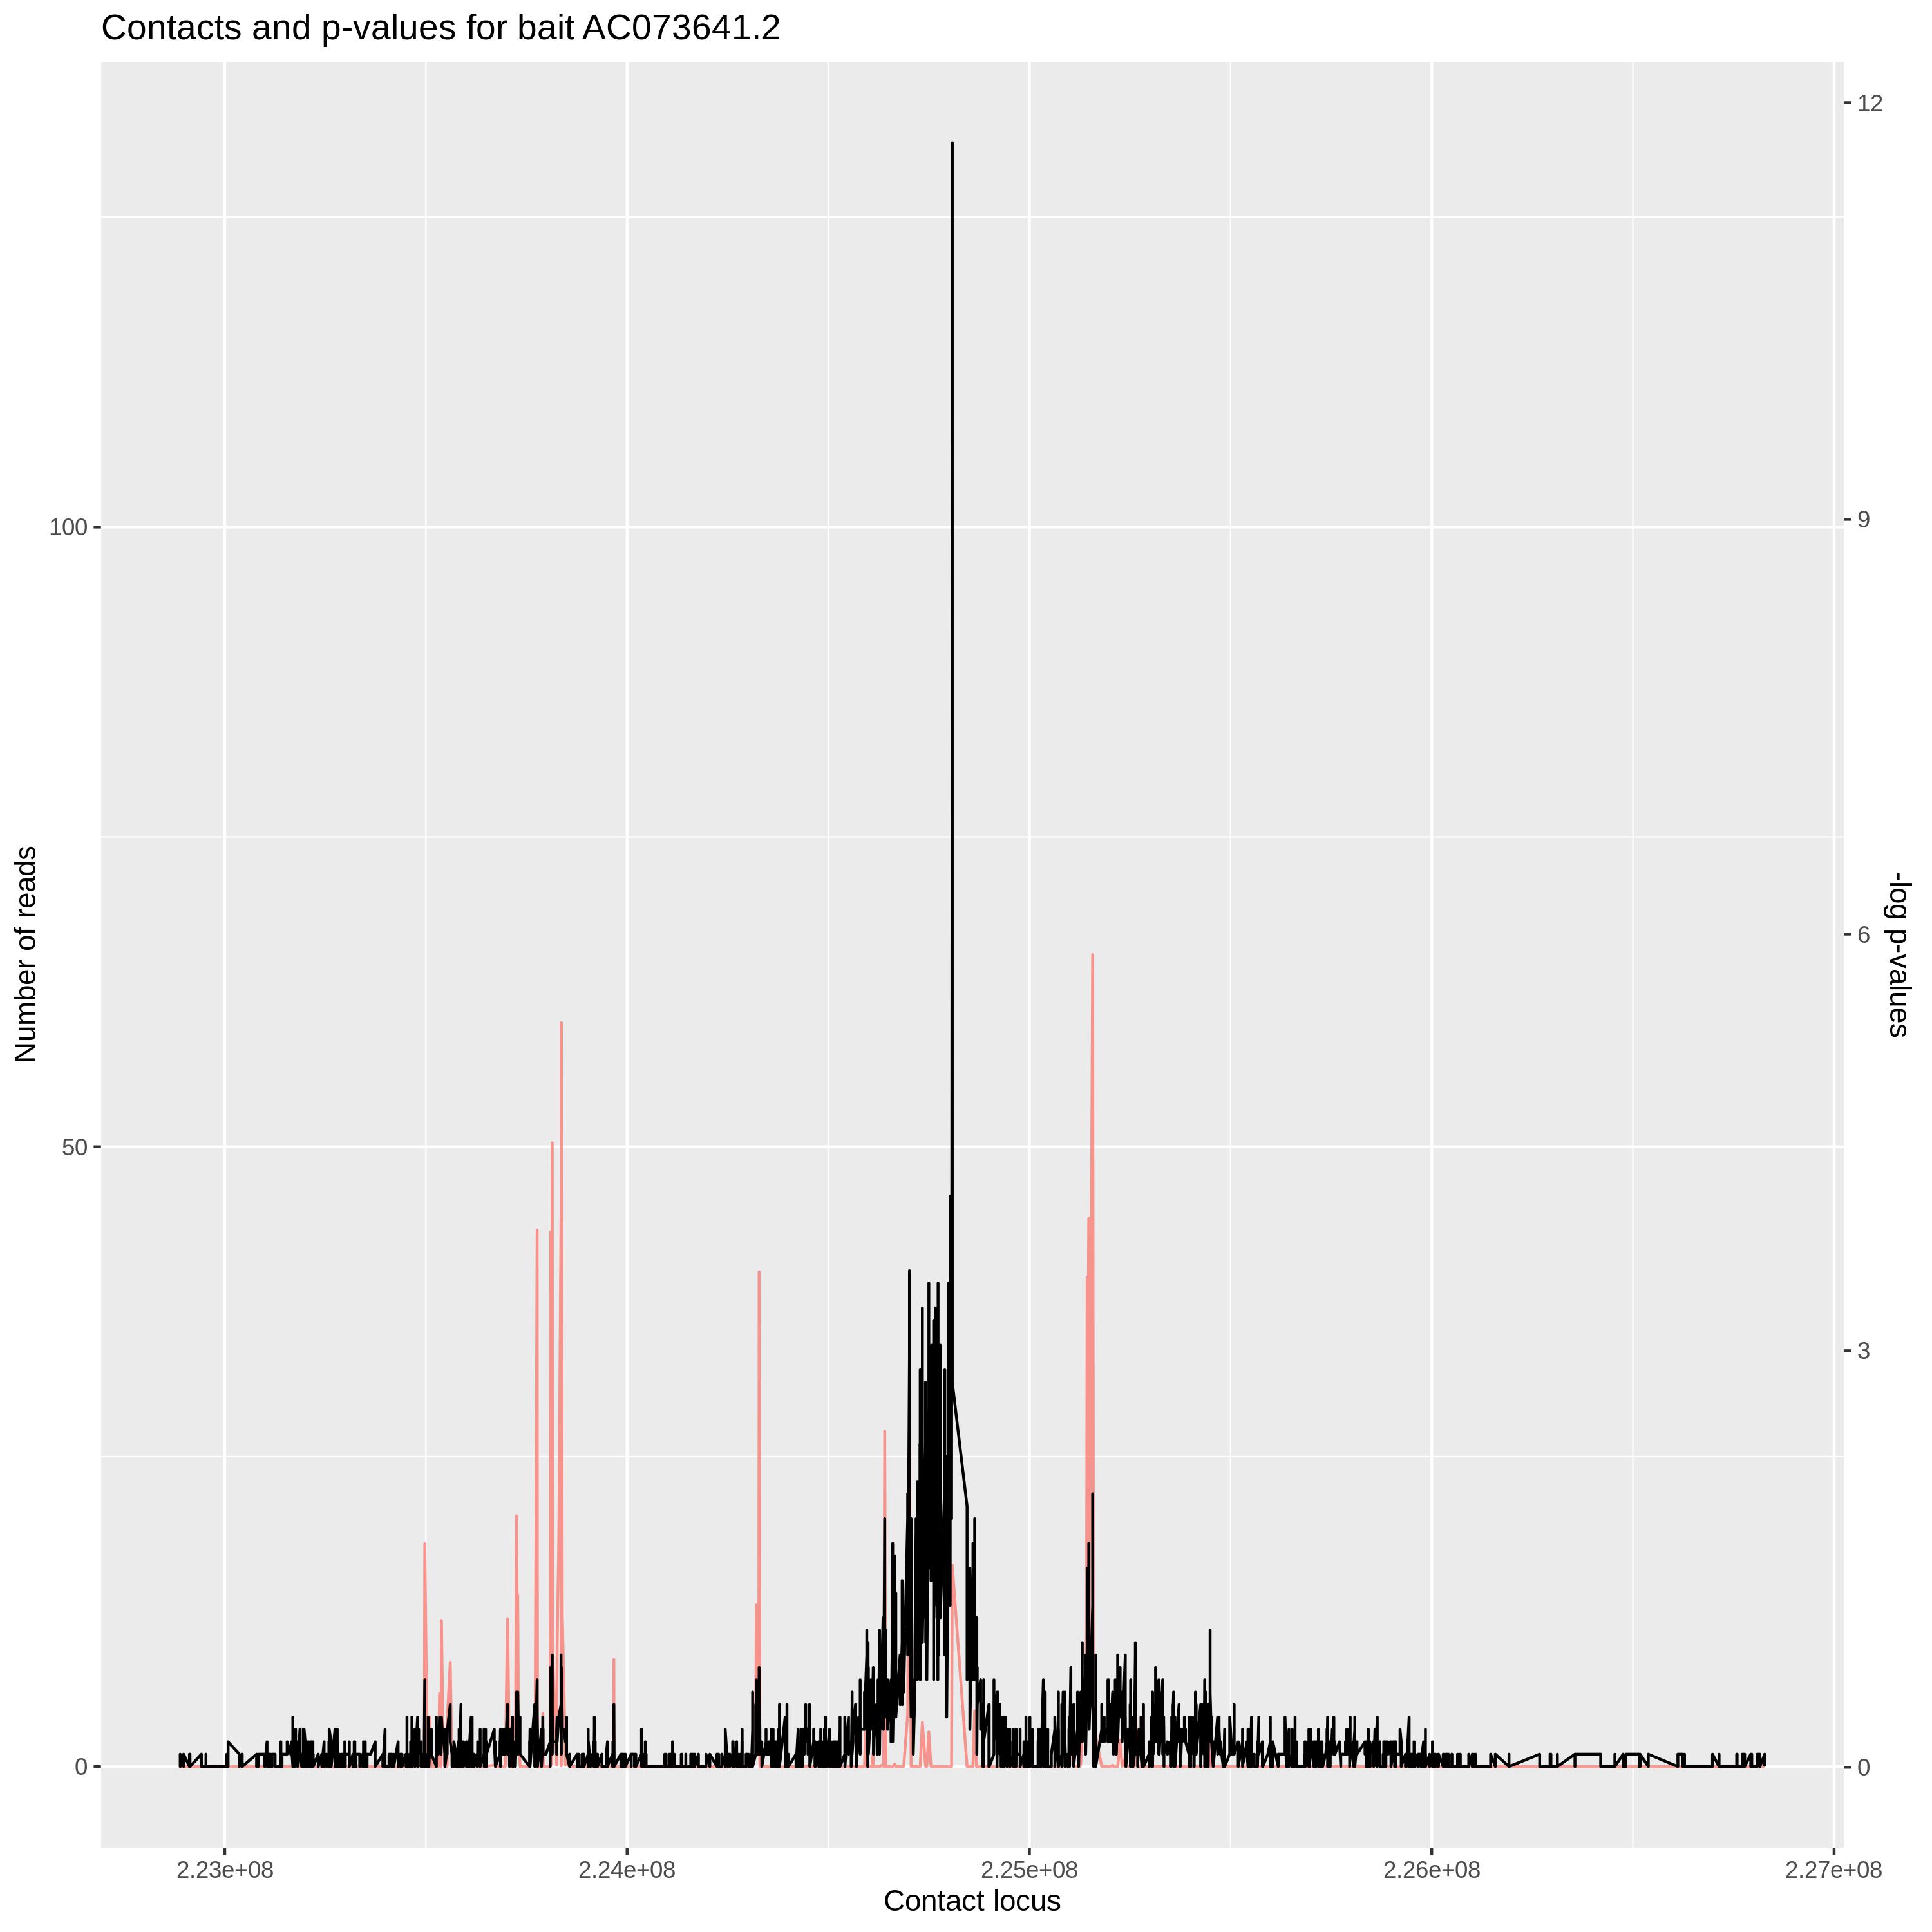 Contacts and p-values for bait AC073641.2
12
9
6
3
0
100
50
0
Number of reads
-log p-values
2.23e+08
2.24e+08
2.25e+08
2.26e+08
2.27e+08
Contact locus